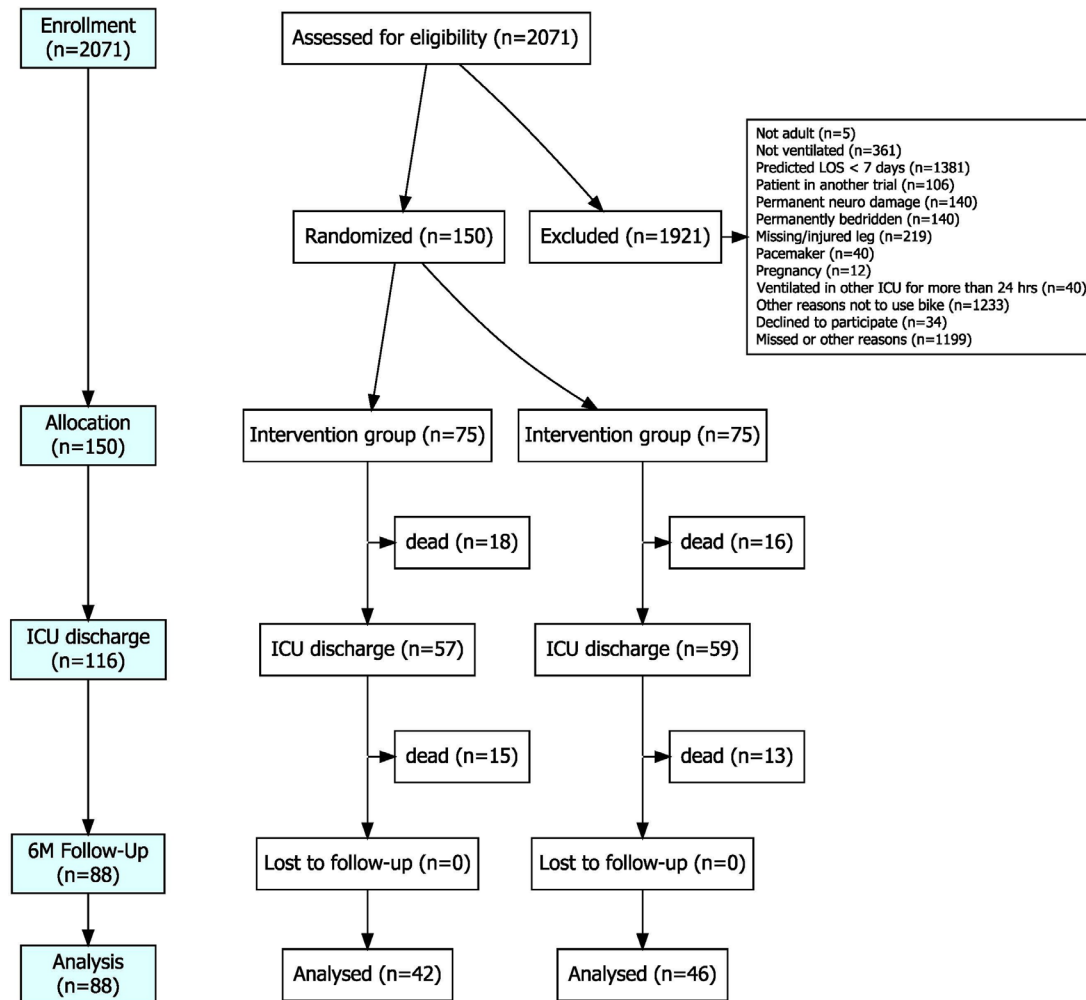 Enrollment
(n=2071)
Assessed for eligibility (n=2071)
Not adult (n=5)
Not ventilated (n=361)
Predicted LOS < 7 days (n=1381)
Patient in another trial (n=106)
Permanent neuro damage (n=140)
Permanently bedridden (n=140)
Missing/injured leg (n=219)
Pacemaker (n=40)
Pregnancy (n=12)
Ventilated in other ICU for more than 24 hrs (n=40)
Other reasons not to use bike (n=1233)
Declined to participate (n=34)
Missed or other reasons (n=1199)
Randomized (n=150)
Excluded (n=1921)
Allocation
(n=150)
Intervention group (n=75)
Intervention group (n=75)
dead (n=18)
dead (n=16)
ICU discharge
(n=116)
ICU discharge (n=57)
ICU discharge (n=59)
dead (n=15)
dead (n=13)
6M Follow-Up
(n=88)
Lost to follow-up (n=0)
Lost to follow-up (n=0)
Analysis
(n=88)
Analysed (n=42)
Analysed (n=46)